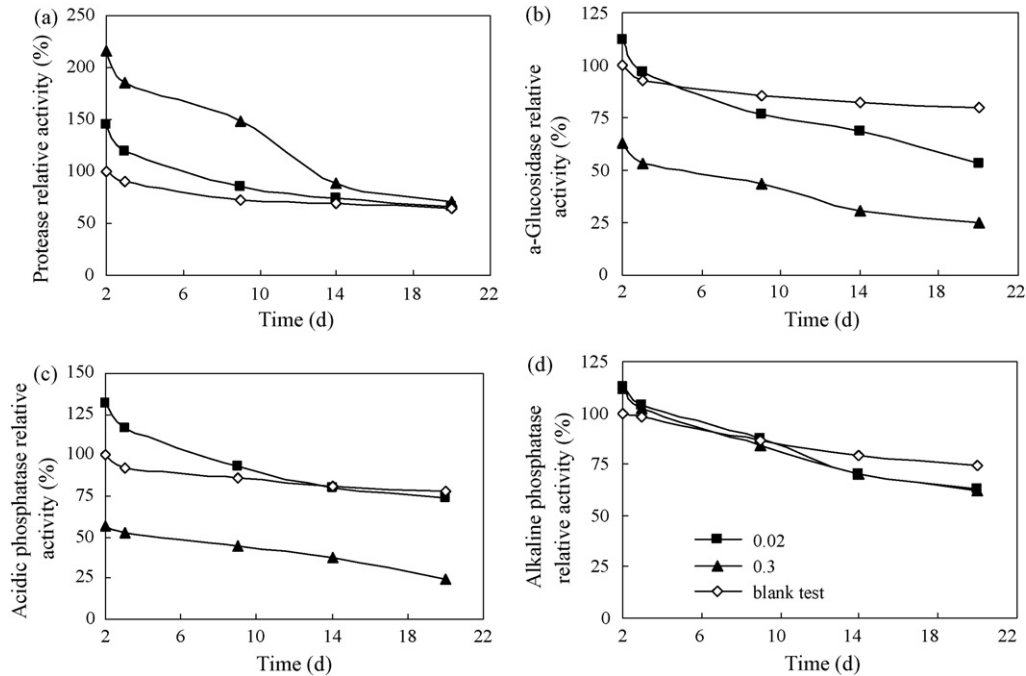 (a)
Protease relative activity (%)
250
200
150
100
50
0
2 6 10 14 18 22
Time (d)
(b)
a-Glucosidase relative
activity (%)
125
100
75
50
25
0
2 6 10 14 18 22
Time (d)
(c)
Acidic phosphatase relative
activity (%)
150
125
100
75
50
25
0
2 6 10 14 18 22
Time (d)
(d)
Alkaline phosphatase
relative activity (%)
125
100
75
50
25
0
2 6 10 14 18 22
Time (d)
0.02
0.3
blank test